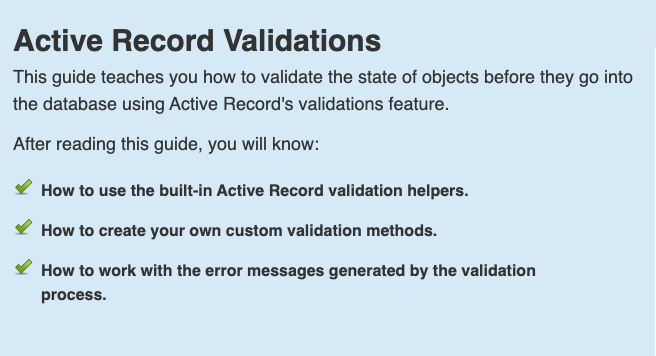 Active Record Validations
This guide teaches you how to validate the state of objects before they go into
the database using Active Record's validations feature.
After reading this guide, you will know:
How to use the built-in Active Record validation helpers.
How to create your own custom validation methods.
How to work with the error messages generated by the validation
process.